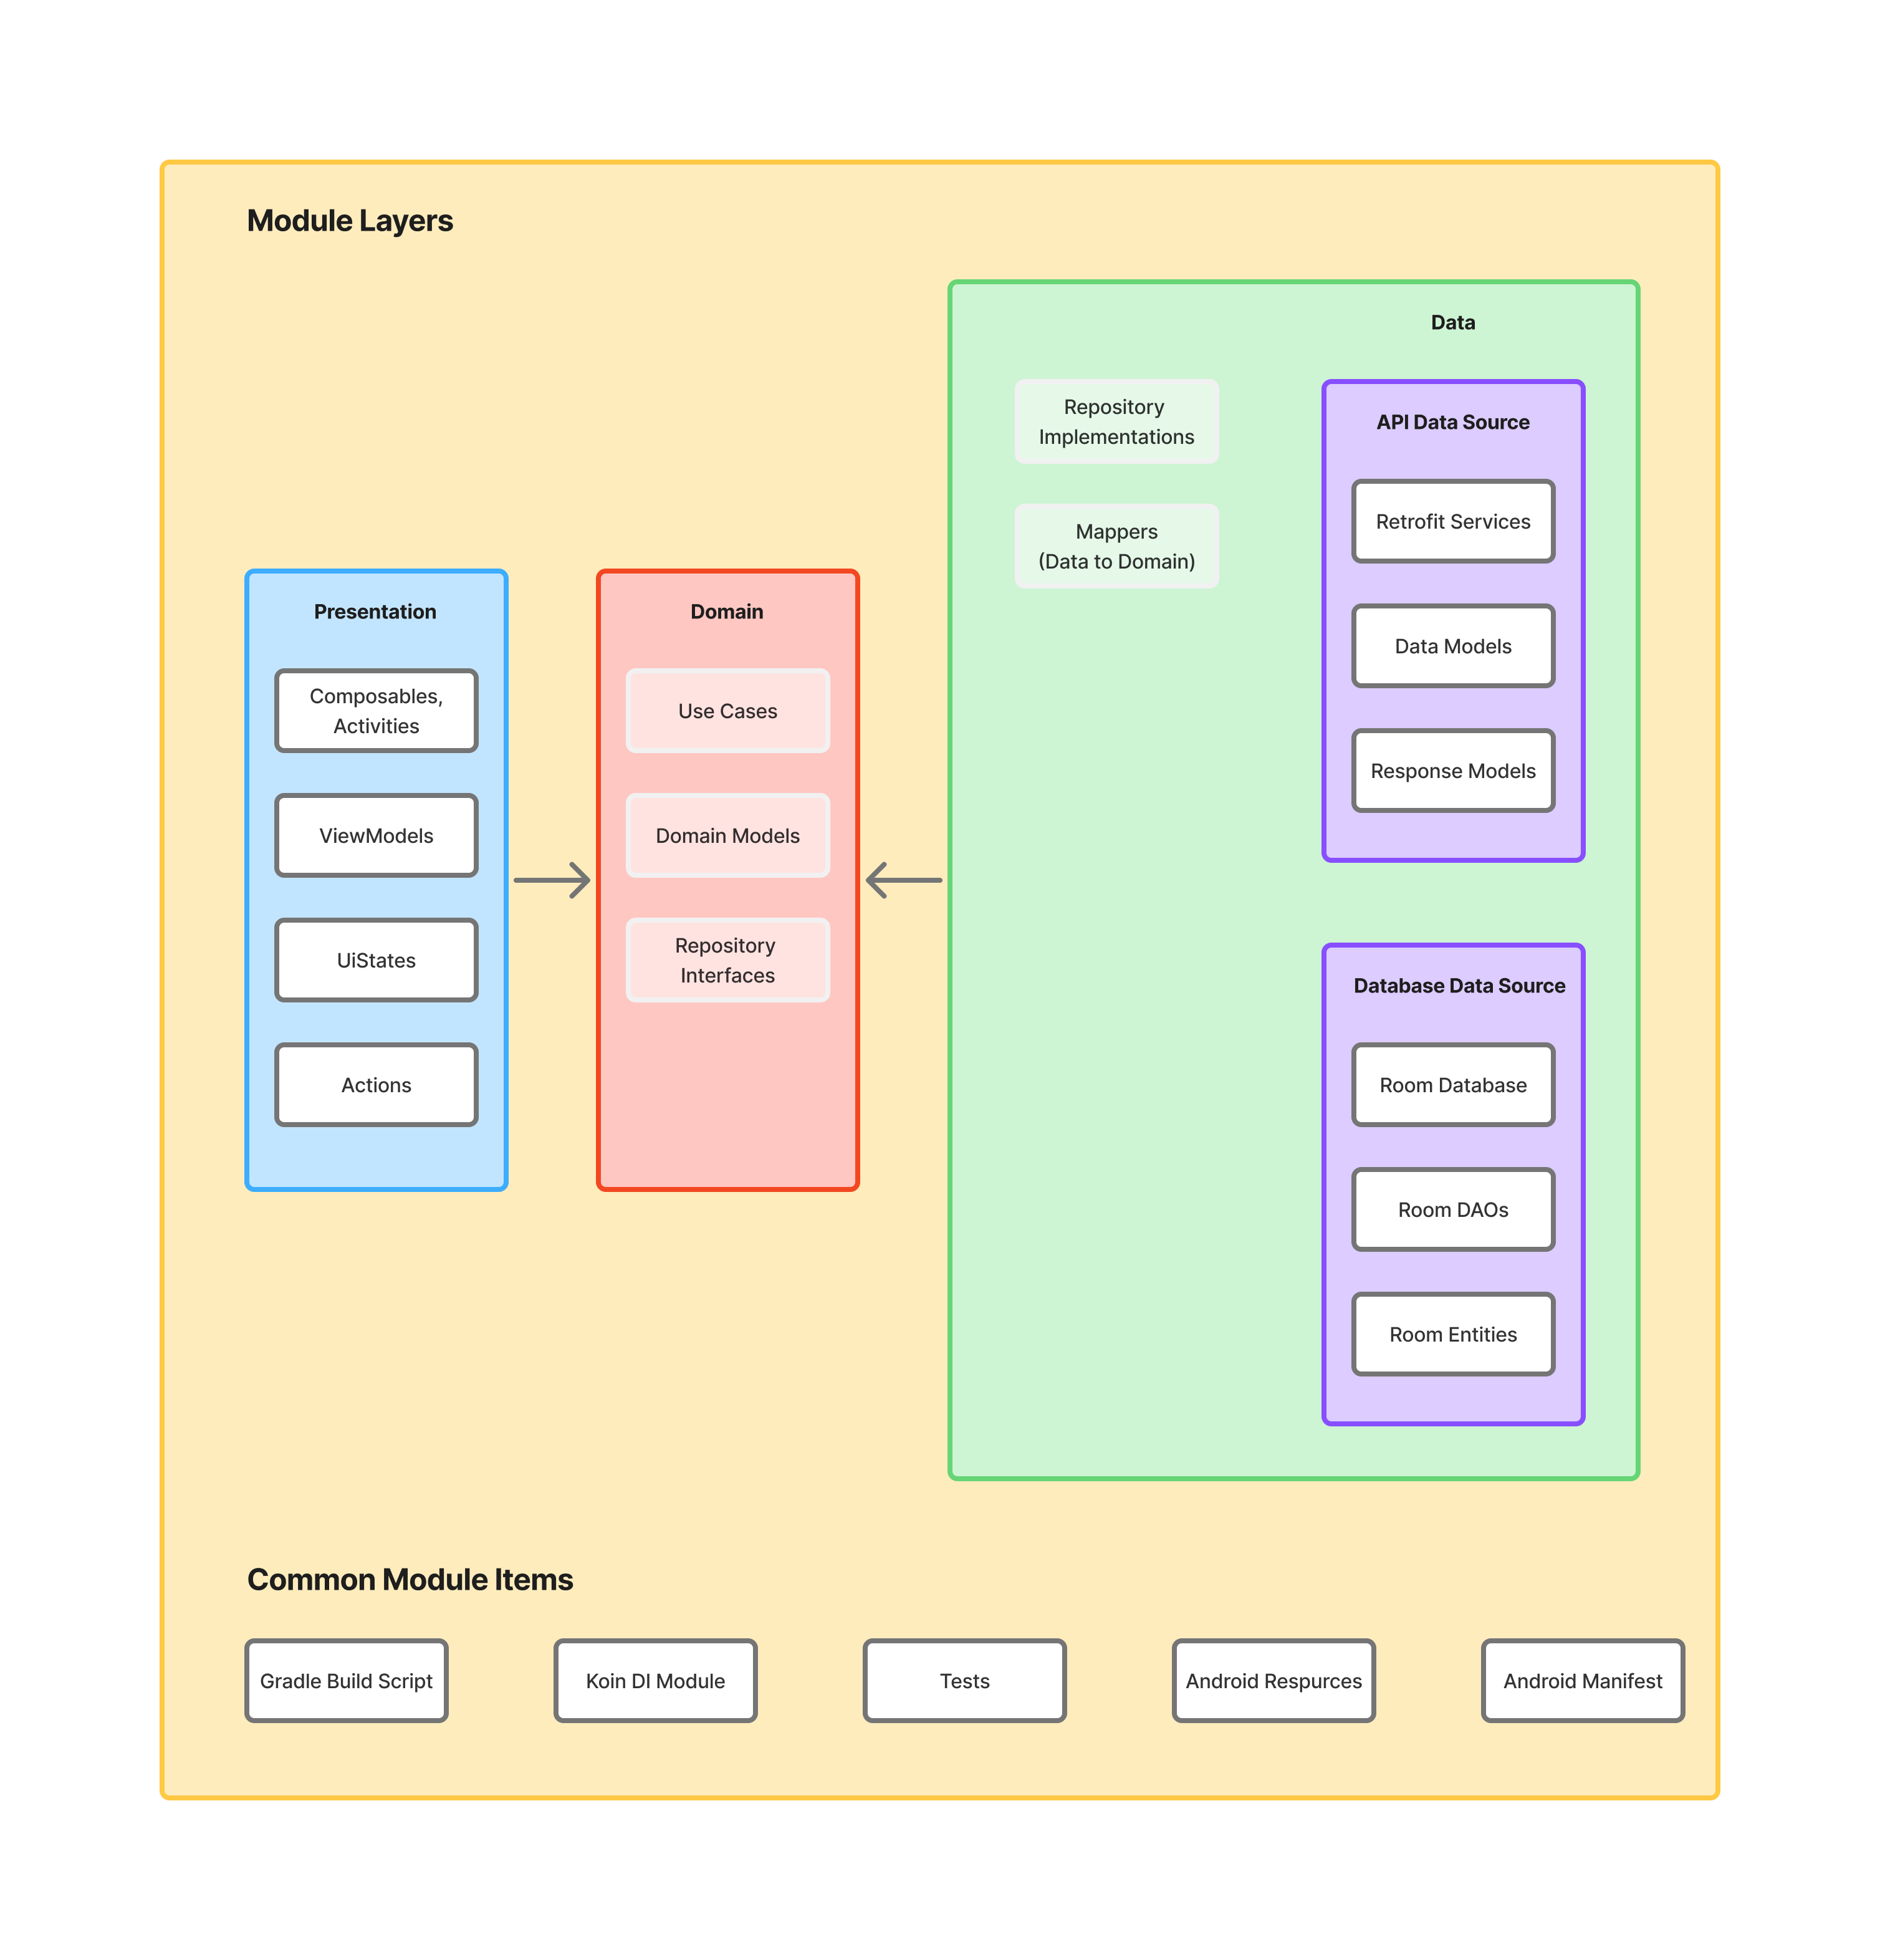 Module Layers
Data
Repository
Implementations
Mappers
(Data to Domain)
API Data Source
Retrofit Services
Data Models
Response Models
Presentation
Composables,
Activities
ViewModels
UiStates
Actions
Domain
Use Cases
Domain Models
Repository
Interfaces
Database Data Source
Room Database
Room DAOs
Room Entities
Common Module Items
Gradle Build Script
Koin DI Module
Tests
Android Respurces
Android Manifest